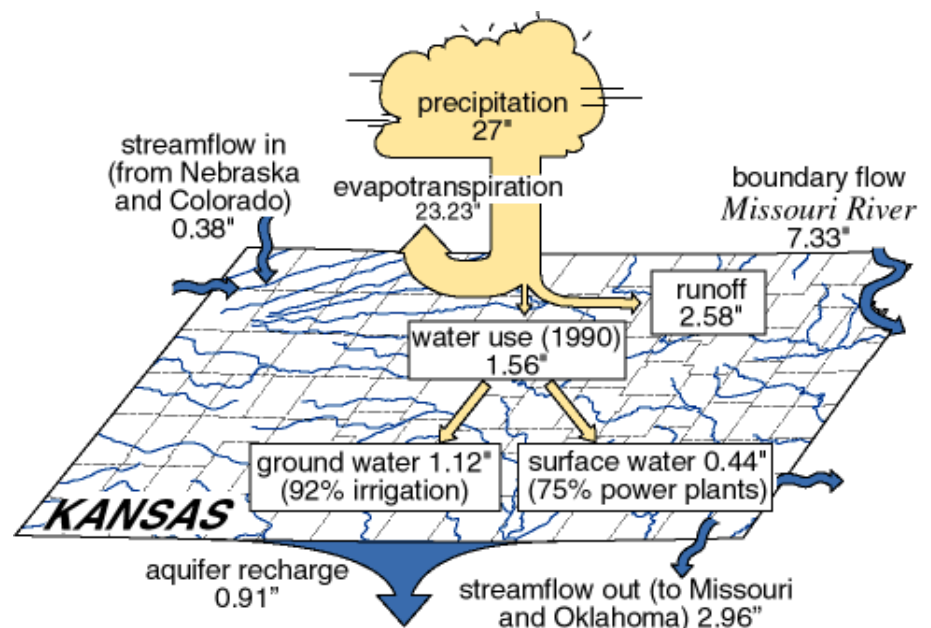 precipitation
27"
streamflow in
(from Nebraska
and Colorado)
0.38"
evapotranspiration
23.23"
boundary flow
Missouri River
7.33"
runoff
2.58"
water use (1990)
1.56"
ground water 1.12"
(92% irrigation)
surface water 0.44"
(75% power plants)
KANSAS
aquifer recharge
0.91”
streamflow out (to Missouri
and Oklahoma) 2.96”